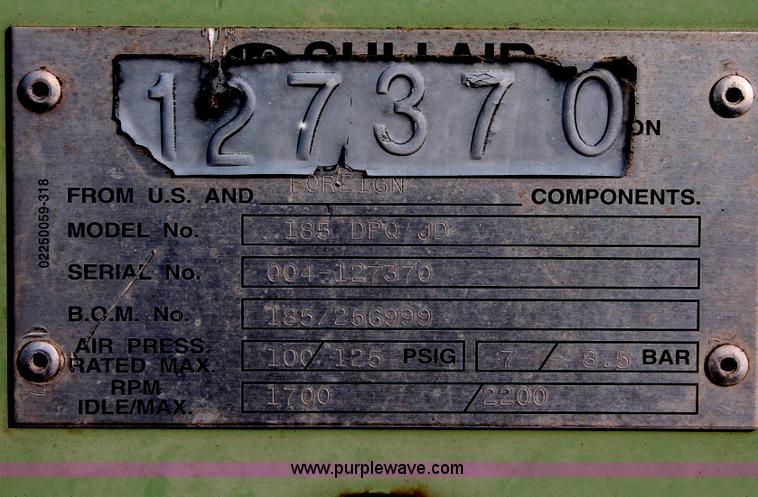 SULLAIR
127370
ON
FROM U.S. AND FOREIGN COMPONENTS.
MODEL No. 185 DPQ JD
SERIAL No. 004-127370
B.O.M. No. 185/256999
AIR PRESS. RATED MAX. 100/125 PSIG 7/8.5 BAR
RPM IDLE/MAX. 1700/2200
02250059-318
www.purplewave.com